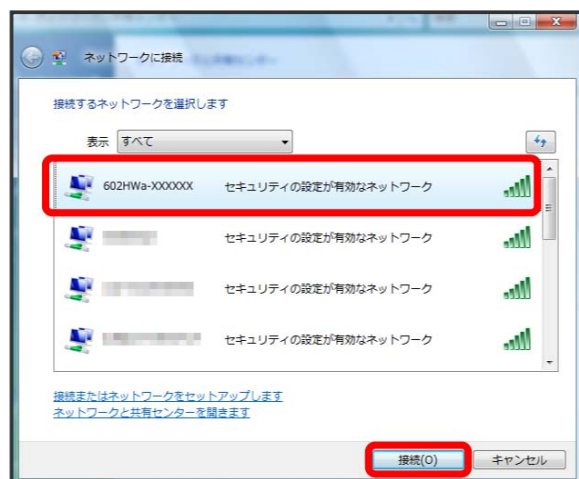 ネットワークに接続
接続するネットワークを選択します
表示 すべて
602HWa-XXXXXX セキュリティの設定が有効なネットワーク
セキュリティの設定が有効なネットワーク
セキュリティの設定が有効なネットワーク
セキュリティの設定が有効なネットワーク
接続またはネットワークをセットアップします
ネットワークと共有センターを開きます
接続(O) キャンセル